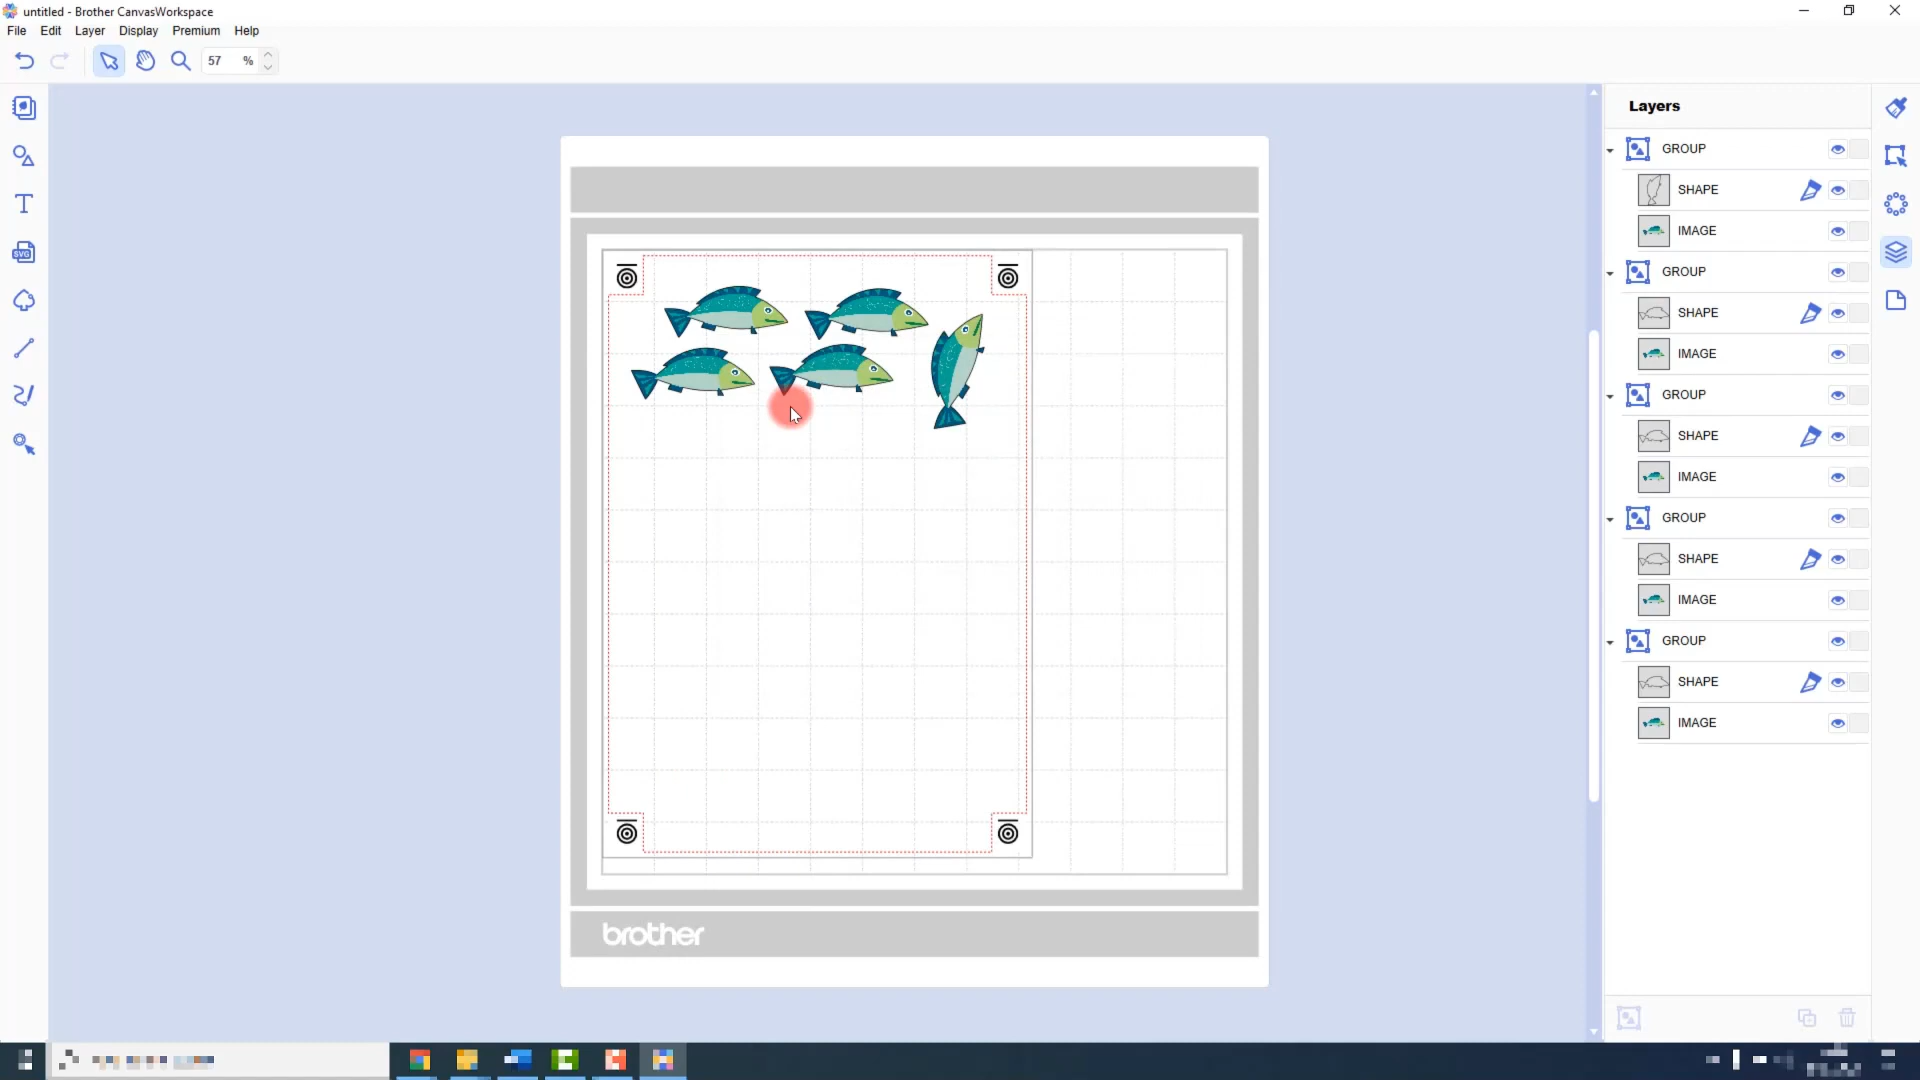 untitled - Brother CanvasWorkspace
File Edit Layer Display Premium Help
57 %
Layers
GROUP
SHAPE
IMAGE
GROUP
SHAPE
IMAGE
GROUP
SHAPE
IMAGE
GROUP
SHAPE
IMAGE
GROUP
SHAPE
IMAGE
T
SVG
brother